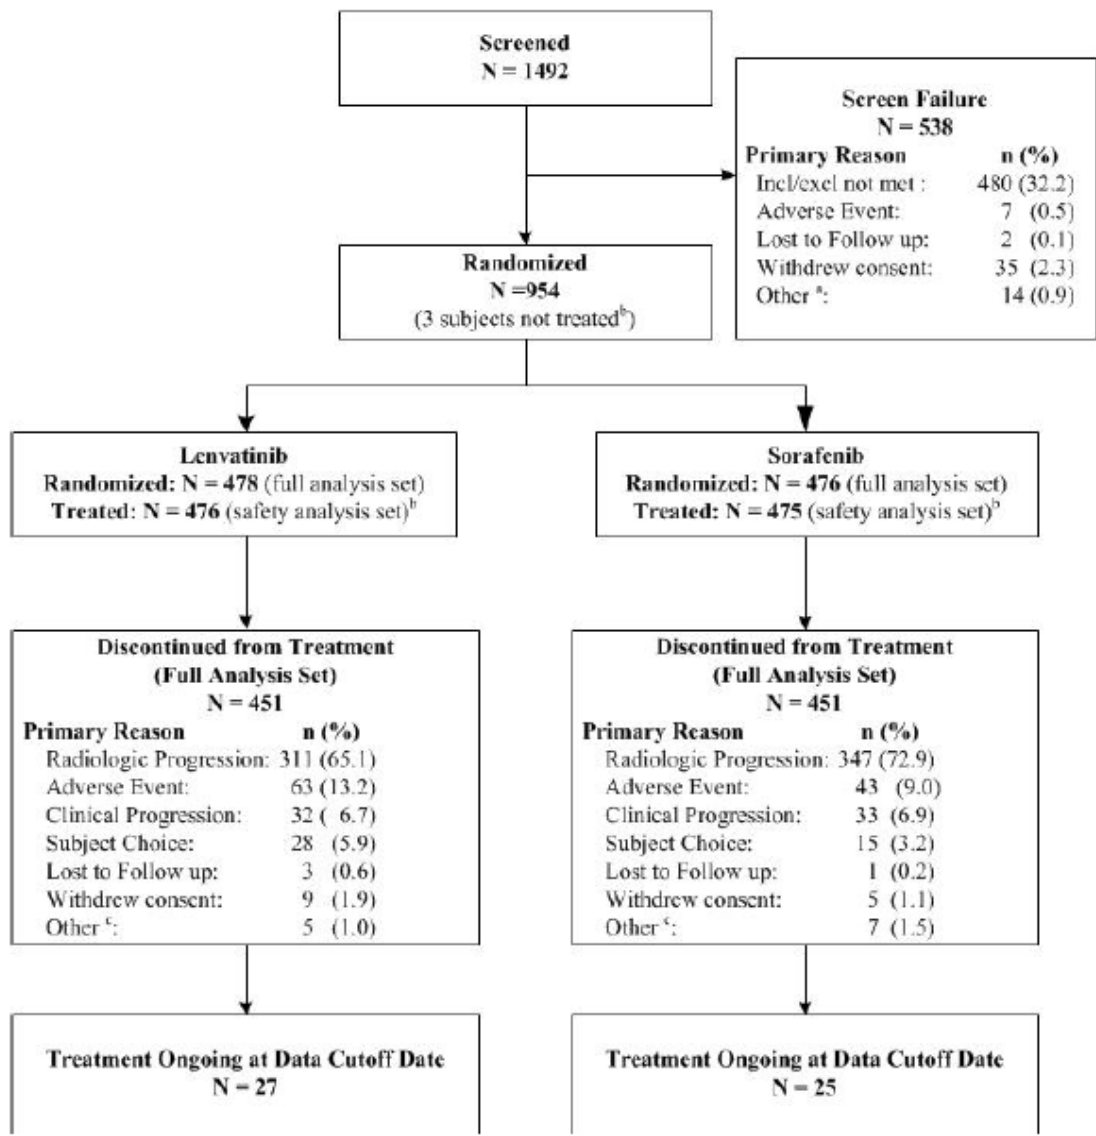 Screened
N = 1492
Screen Failure
N = 538
Primary Reason n (%)
Incl/excl not met : 480 (32.2)
Adverse Event: 7 (0.5)
Lost to Follow up: 2 (0.1)
Withdrew consent: 35 (2.3)
Other ᵃ: 14 (0.9)
Randomized
N =954
(3 subjects not treatedᵇ)
Lenvatinib
Randomized: N = 478 (full analysis set)
Treated: N = 476 (safety analysis set)ᵇ
Sorafenib
Randomized: N = 476 (full analysis set)
Treated: N = 475 (safety analysis set)ᵇ
Discontinued from Treatment
(Full Analysis Set)
N = 451
Primary Reason n (%)
Radiologic Progression: 311 (65.1)
Adverse Event: 63 (13.2)
Clinical Progression: 32 ( 6.7)
Subject Choice: 28 (5.9)
Lost to Follow up: 3 (0.6)
Withdrew consent: 9 (1.9)
Other ᶜ: 5 (1.0)
Discontinued from Treatment
(Full Analysis Set)
N = 451
Primary Reason n (%)
Radiologic Progression: 347 (72.9)
Adverse Event: 43 (9.0)
Clinical Progression: 33 (6.9)
Subject Choice: 15 (3.2)
Lost to Follow up: 1 (0.2)
Withdrew consent: 5 (1.1)
Other ᶜ: 7 (1.5)
Treatment Ongoing at Data Cutoff Date
N = 27
Treatment Ongoing at Data Cutoff Date
N = 25